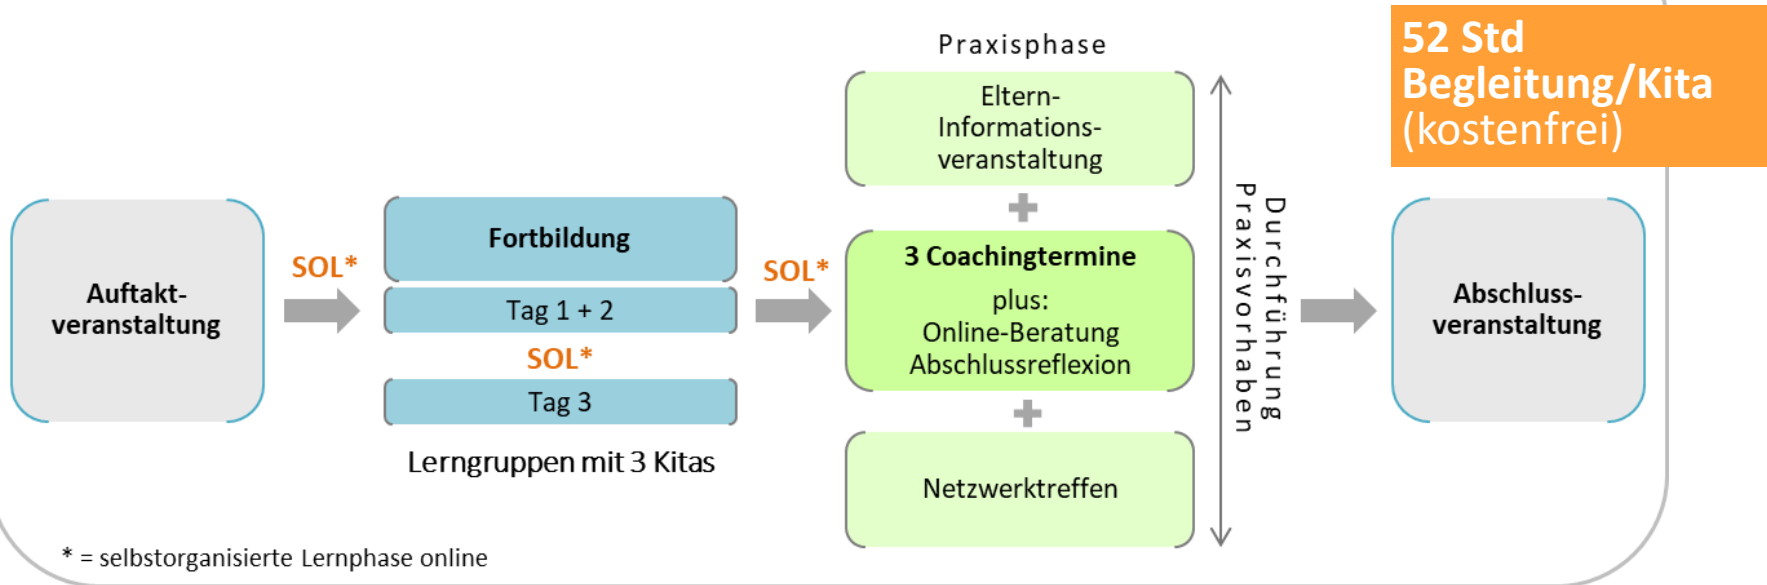 52 Std
Begleitung/Kita
(kostenfrei)
Auftakt-
veranstaltung
SOL*
Fortbildung
Tag 1 + 2
SOL*
Tag 3
Lerngruppen mit 3 Kitas
SOL*
Praxisphase
Eltern-
Informations-
veranstaltung
+
3 Coachingtermine
plus:
Online-Beratung
Abschlussreflexion
+
Netzwerktreffen
Durchführung
Praxisvorhaben
Abschluss-
veranstaltung
* = selbstorganisierte Lernphase online